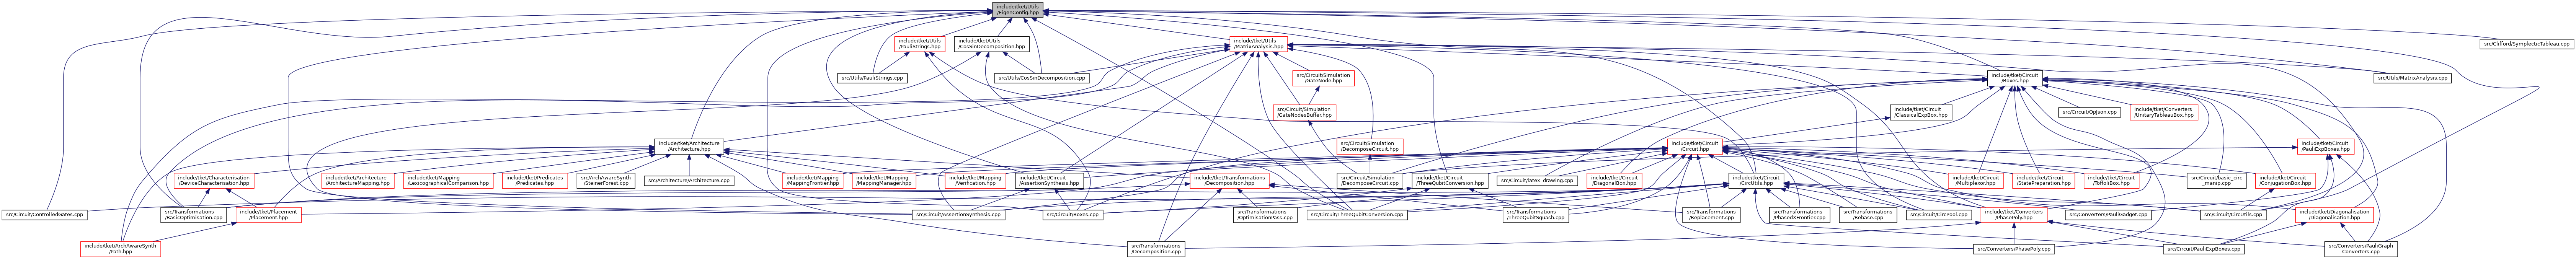 include/tket/Utils
/EigenConfig.hpp
include/tket/Utils
/PauliStrings.hpp
include/tket/Utils
/CosSinDecomposition.hpp
include/tket/Utils
/MatrixAnalysis.hpp
src/Clifford/SymplecticTableau.cpp
src/Utils/PauliStrings.cpp
src/Utils/CosSinDecomposition.cpp
include/tket/Circuit/Simulation
/GateNode.hpp
include/tket/Circuit
/Boxes.hpp
src/Utils/MatrixAnalysis.cpp
src/Circuit/Simulation
/GateNodesBuffer.hpp
include/tket/Circuit
/ClassicalExpBox.hpp
src/Circuit/OpJson.cpp
include/tket/Converters
/UnitaryTableauBox.hpp
include/tket/Architecture
/Architecture.hpp
src/Circuit/Simulation
/DecomposeCircuit.hpp
include/tket/Circuit
/Circuit.hpp
include/tket/Circuit
/PauliExpBoxes.hpp
include/tket/Characterisation
/DeviceCharacterisation.hpp
include/tket/Architecture
/ArchitectureMapping.hpp
include/tket/Mapping
/LexicographicalComparison.hpp
include/tket/Predicates
/Predicates.hpp
src/ArchAwareSynth
/SteinerForest.cpp
src/Architecture/Architecture.cpp
include/tket/Mapping
/MappingFrontier.hpp
include/tket/Mapping
/MappingManager.hpp
include/tket/Mapping
/Verification.hpp
include/tket/Circuit
/AssertionSynthesis.hpp
include/tket/Transformations
/Decomposition.hpp
src/Circuit/Simulation
/DecomposeCircuit.cpp
include/tket/Circuit
/ThreeQubitConversion.hpp
src/Circuit/latex_drawing.cpp
include/tket/Circuit
/DiagonalBox.hpp
include/tket/Circuit
/CircUtils.hpp
include/tket/Circuit
/Multiplexor.hpp
include/tket/Circuit
/StatePreparation.hpp
include/tket/Circuit
/ToffoliBox.hpp
src/Circuit/basic_circ
_manip.cpp
include/tket/Circuit
/ConjugationBox.hpp
src/Circuit/ControlledGates.cpp
src/Transformations
/BasicOptimisation.cpp
include/tket/Placement
/Placement.hpp
src/Circuit/AssertionSynthesis.cpp
src/Circuit/Boxes.cpp
src/Transformations
/OptimisationPass.cpp
src/Circuit/ThreeQubitConversion.cpp
src/Transformations
/ThreeQubitSquash.cpp
src/Transformations
/Replacement.cpp
src/Transformations
/PhasedXFrontier.cpp
src/Transformations
/Rebase.cpp
src/Circuit/CircPool.cpp
include/tket/Converters
/PhasePoly.hpp
src/Converters/PauliGadget.cpp
src/Circuit/CircUtils.cpp
include/tket/Diagonalisation
/Diagonalisation.hpp
include/tket/ArchAwareSynth
/Path.hpp
src/Transformations
/Decomposition.cpp
src/Converters/PhasePoly.cpp
src/Circuit/PauliExpBoxes.cpp
src/Converters/PauliGraph
Converters.cpp